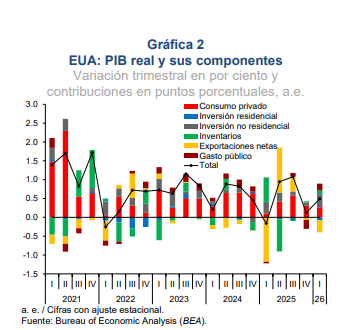 Gráfica 2
EUA: PIB real y sus componentes
Variación trimestral en por ciento y
contribuciones en puntos porcentuales, a.e.
3.0
2.5
2.0
1.5
1.0
0.5
0.0
-0.5
-1.0
-1.5
Consumo privado
Inversión residencial
Inversión no residencial
Inventarios
Exportaciones netas
Gasto público
Total
I II III IV I II III IV I II III IV I II III IV I II III IV I
2021 2022 2023 2024 2025 26
a. e. / Cifras con ajuste estacional.
Fuente: Bureau of Economic Analysis (BEA).